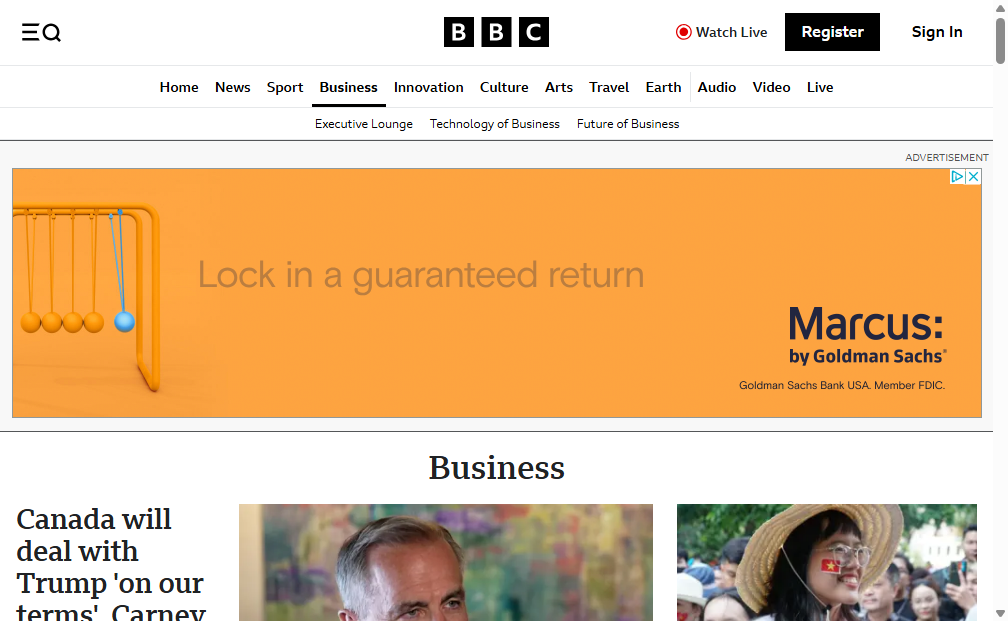 BBC
Watch Live
Register
Sign In
Home
News
Sport
Business
Innovation
Culture
Arts
Travel
Earth
Audio
Video
Live
Executive Lounge
Technology of Business
Future of Business
ADVERTISEMENT
Lock in a guaranteed return
Marcus:
by Goldman Sachs®
Goldman Sachs Bank USA. Member FDIC.
Business
Canada will
deal with
Trump 'on our
terms', Carney